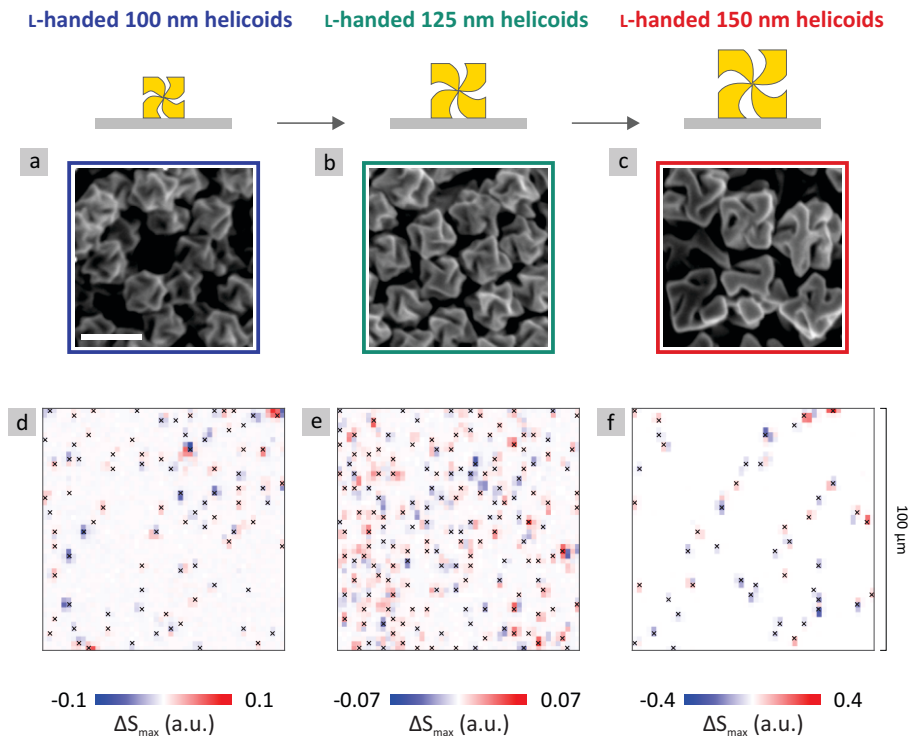 L-handed 100 nm helicoids
L-handed 125 nm helicoids
L-handed 150 nm helicoids
a
b
c
d
e
f
100 μm
-0.1 0.1
ΔSmax (a.u.)
-0.07 0.07
ΔSmax (a.u.)
-0.4 0.4
ΔSmax (a.u.)